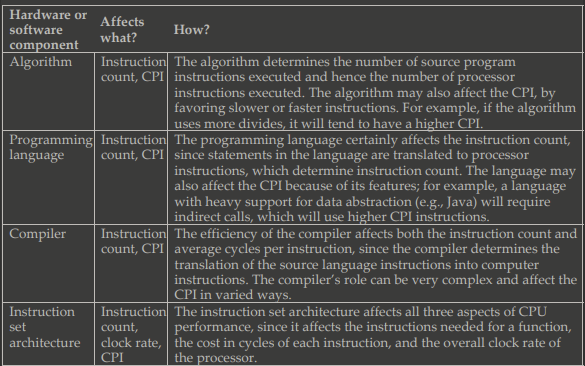 Hardware or
software
component
Affects
what?
How?
Algorithm
Instruction
count, CPI
The algorithm determines the number of source program
instructions executed and hence the number of processor
instructions executed. The algorithm may also affect the CPI, by
favoring slower or faster instructions. For example, if the algorithm
uses more divides, it will tend to have a higher CPI.
Programming
language
Instruction
count, CPI
The programming language certainly affects the instruction count,
since statements in the language are translated to processor
instructions, which determine instruction count. The language may
also affect the CPI because of its features; for example, a language
with heavy support for data abstraction (e.g., Java) will require
indirect calls, which will use higher CPI instructions.
Compiler
Instruction
count, CPI
The efficiency of the compiler affects both the instruction count and
average cycles per instruction, since the compiler determines the
translation of the source language instructions into computer
instructions. The compiler's role can be very complex and affect the
CPI in varied ways.
Instruction
set
architecture
Instruction
count,
clock rate,
CPI
The instruction set architecture affects all three aspects of CPU
performance, since it affects the instructions needed for a function,
the cost in cycles of each instruction, and the overall clock rate of
the processor.